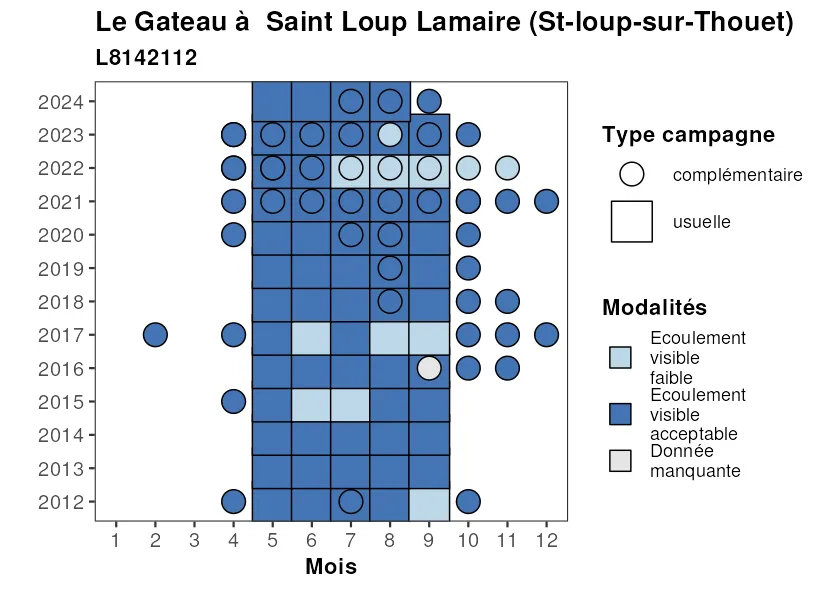 Le Gateau à  Saint Loup Lamaire (St-loup-sur-Thouet)
L8142112
2024
2023
2022
2021
2020
2019
2018
2017
2016
2015
2014
2013
2012
1 2 3 4 5 6 7 8 9 10 11 12
Mois
Type campagne
complémentaire
usuelle
Modalités
Ecoulement
visible
faible
Ecoulement
visible
acceptable
Donnée
manquante